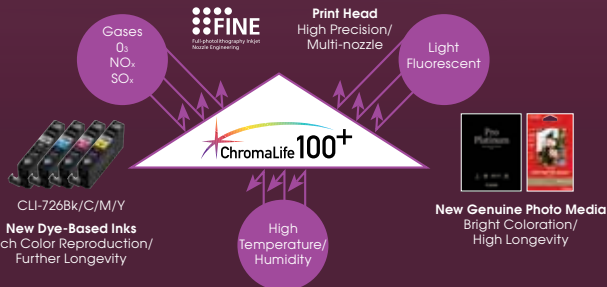 Gases
O₃
NOₓ
SOₓ
FINE
Full-photolithography Inkjet
Nozzle Engineering
Print Head
High Precision/
Multi-nozzle
Light
Fluorescent
ChromaLife 100+
CLI-726Bk/C/M/Y
New Dye-Based Inks
ch Color Reproduction/
Further Longevity
Pro
Platinum
New Genuine Photo Media
Bright Coloration/
High Longevity
High
Temperature/
Humidity